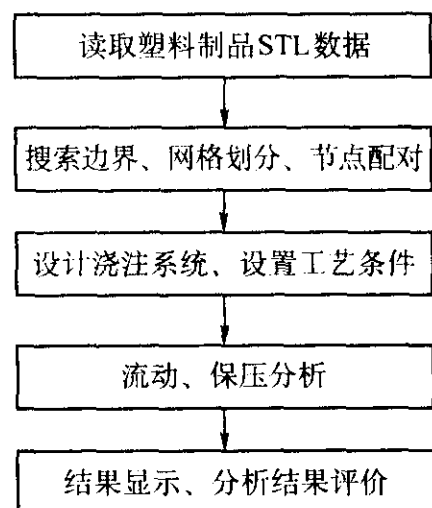 读取塑料制品STL数据
搜索边界、网格划分、节点配对
设计浇注系统、设置工艺条件
流动、保压分析
结果显示、分析结果评价